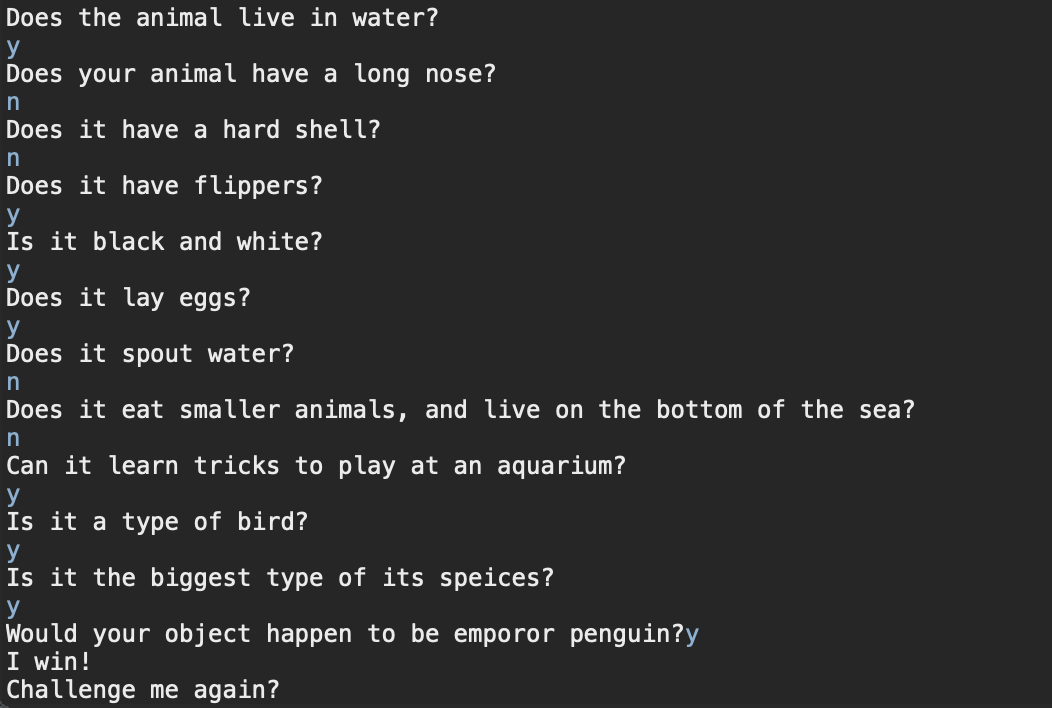 Does the animal live in water?
y
Does your animal have a long nose?
n
Does it have a hard shell?
n
Does it have flippers?
y
Is it black and white?
y
Does it lay eggs?
y
Does it spout water?
n
Does it eat smaller animals, and live on the bottom of the sea?
n
Can it learn tricks to play at an aquarium?
y
Is it a type of bird?
y
Is it the biggest type of its speices?
y
Would your object happen to be emporor penguin?y
I win!
Challenge me again?